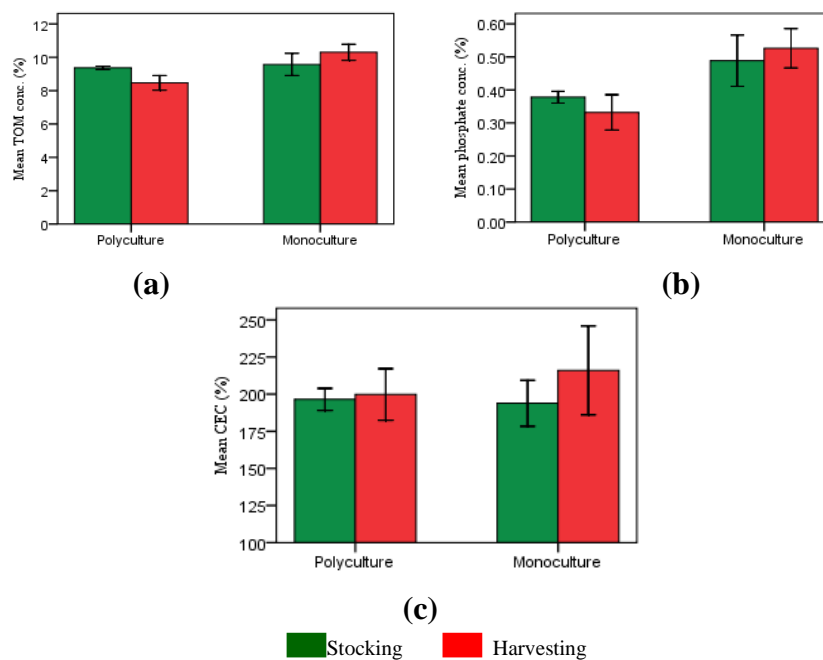 Mean TOM conc. (%)
12
10
8
6
4
2
0
Polyculture
Monoculture
(a)
Mean phosphate conc. (%)
0.60
0.50
0.40
0.30
0.20
0.10
0.00
Polyculture
Monoculture
(b)
Mean CEC (%)
250
225
200
175
150
125
100
Polyculture
Monoculture
(c)
Stocking
Harvesting